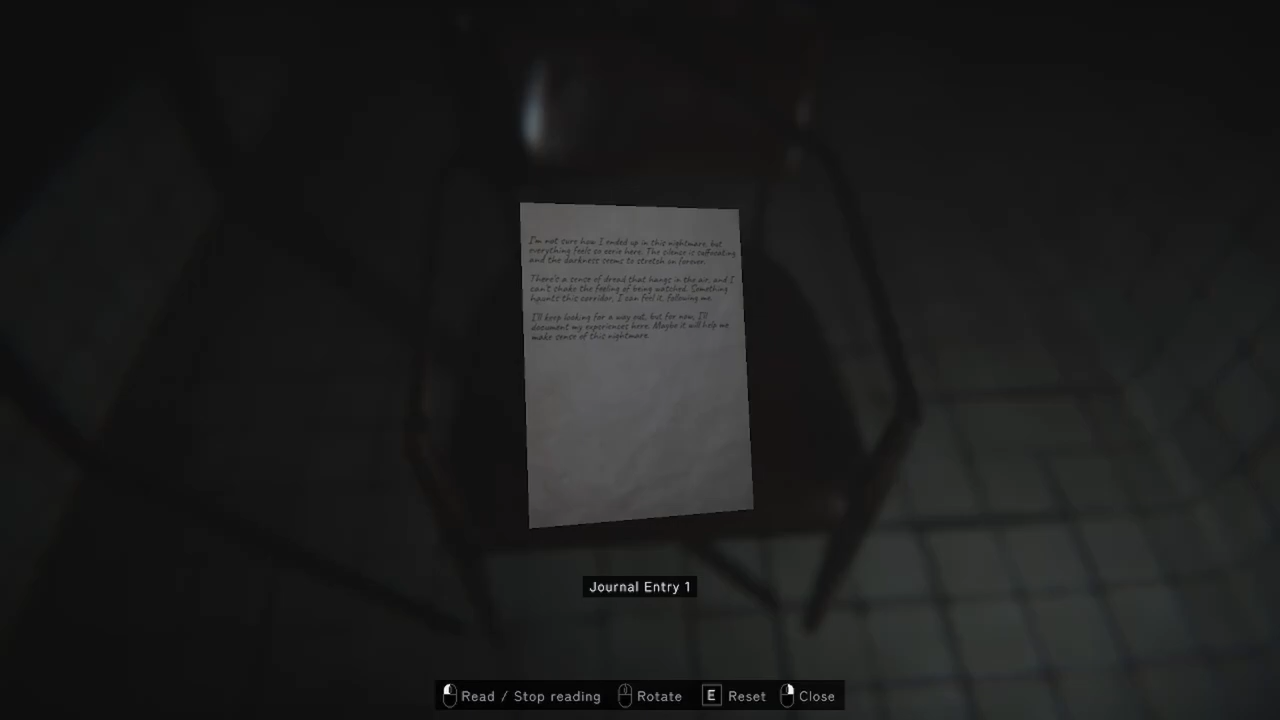 I'm not sure how I ended up in this nightmare, but
everything feels so eerie here. The silence is suffocating
and the darkness seems to stretch on forever.
There's a sense of dread that hangs in the air, and I
can't shake the feeling of being watched. Something
haunts this corridor, I can feel it, following me.
I'll keep looking for a way out, but for now, I'll
document my experiences here. Maybe it will help me
make sense of this nightmare.
Journal Entry 1
Read / Stop reading Rotate E Reset Close